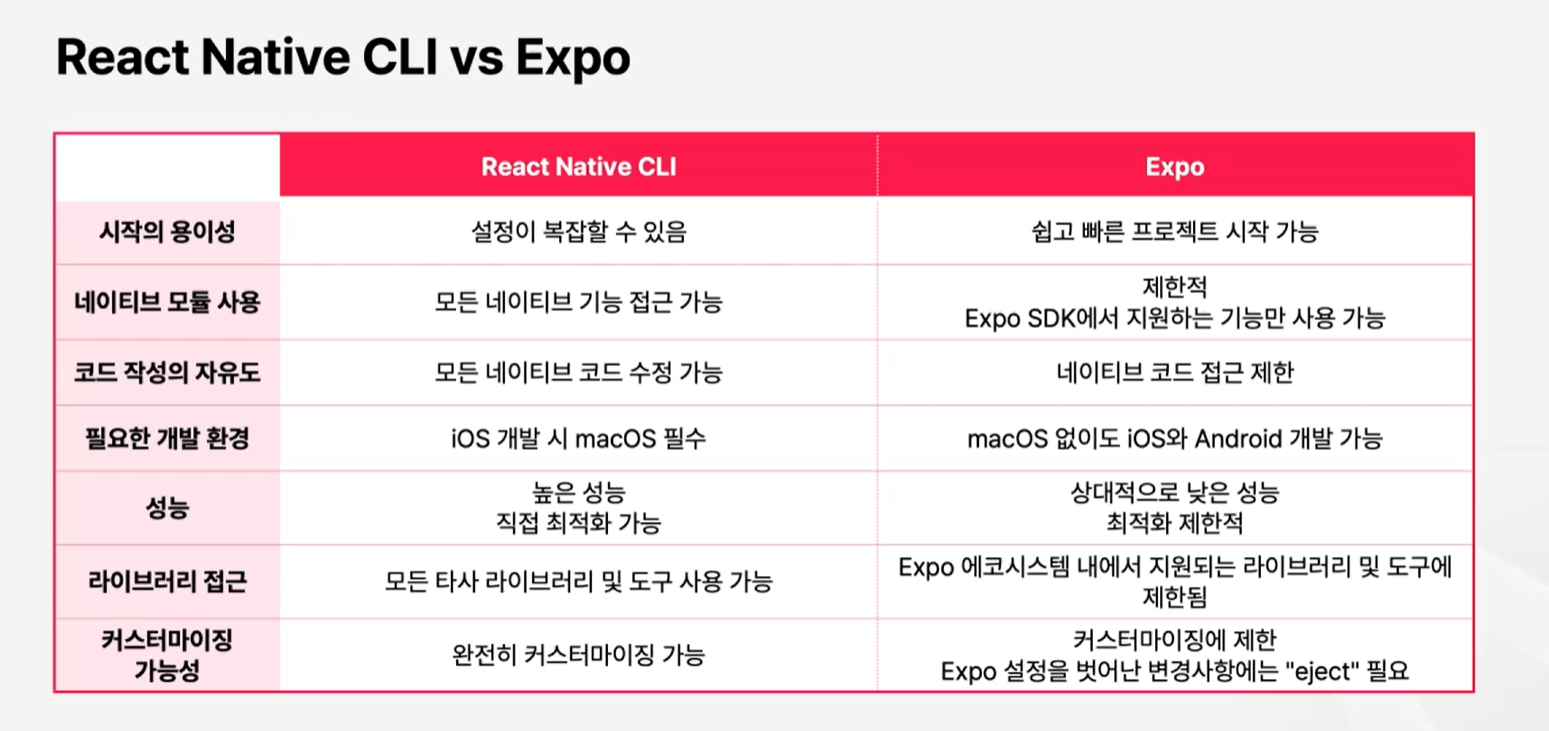 React Native CLI vs Expo
React Native CLI
Expo
시작의 용이성
설정이 복잡할 수 있음
쉽고 빠른 프로젝트 시작 가능
네이티브 모듈 사용
모든 네이티브 기능 접근 가능
제한적
Expo SDK에서 지원하는 기능만 사용 가능
코드 작성의 자유도
모든 네이티브 코드 수정 가능
네이티브 코드 접근 제한
필요한 개발 환경
iOS 개발 시 macOS 필수
macOS 없이도 iOS와 Android 개발 가능
성능
높은 성능
직접 최적화 가능
상대적으로 낮은 성능
최적화 제한적
라이브러리 접근
모든 타사 라이브러리 및 도구 사용 가능
Expo 에코시스템 내에서 지원되는 라이브러리 및 도구에
제한됨
커스터마이징
가능성
완전히 커스터마이징 가능
커스터마이징에 제한
Expo 설정을 벗어난 변경사항에는 "eject" 필요